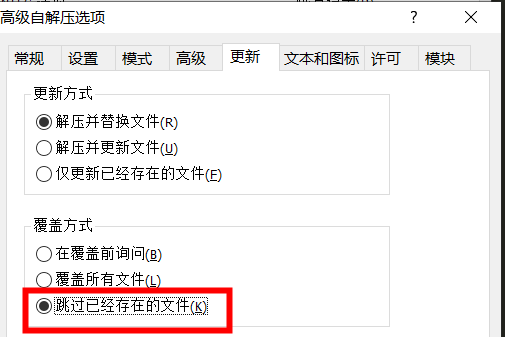 高级自解压选项
? ×
常规 设置 模式 高级 更新 文本和图标 许可 模块
更新方式
解压并替换文件(R)
解压并更新文件(U)
仅更新已经存在的文件(F)
覆盖方式
在覆盖前询问(B)
覆盖所有文件(L)
跳过已经存在的文件(K)